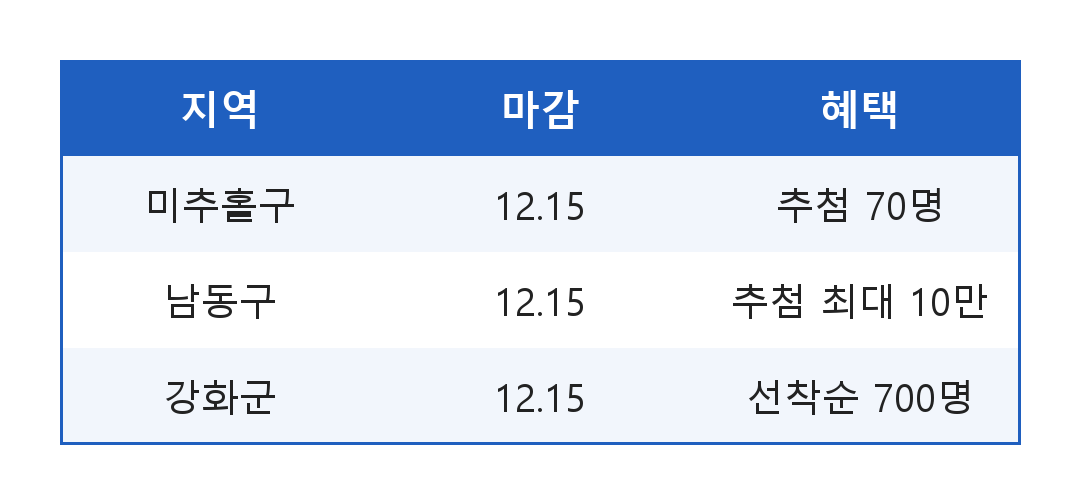 지역 마감 혜택
미추홀구 12.15 추첨 70명
남동구 12.15 추첨 최대 10만
강화군 12.15 선착순 700명